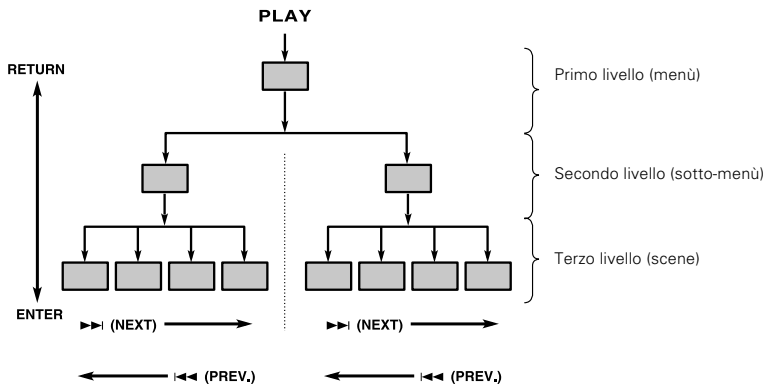 PLAY
RETURN
Primo livello (menù)
Secondo livello (sotto-menù)
Terzo livello (scene)
ENTER
▶▶| (NEXT)
▶▶| (NEXT)
|◀◀ (PREV.)
|◀◀ (PREV.)